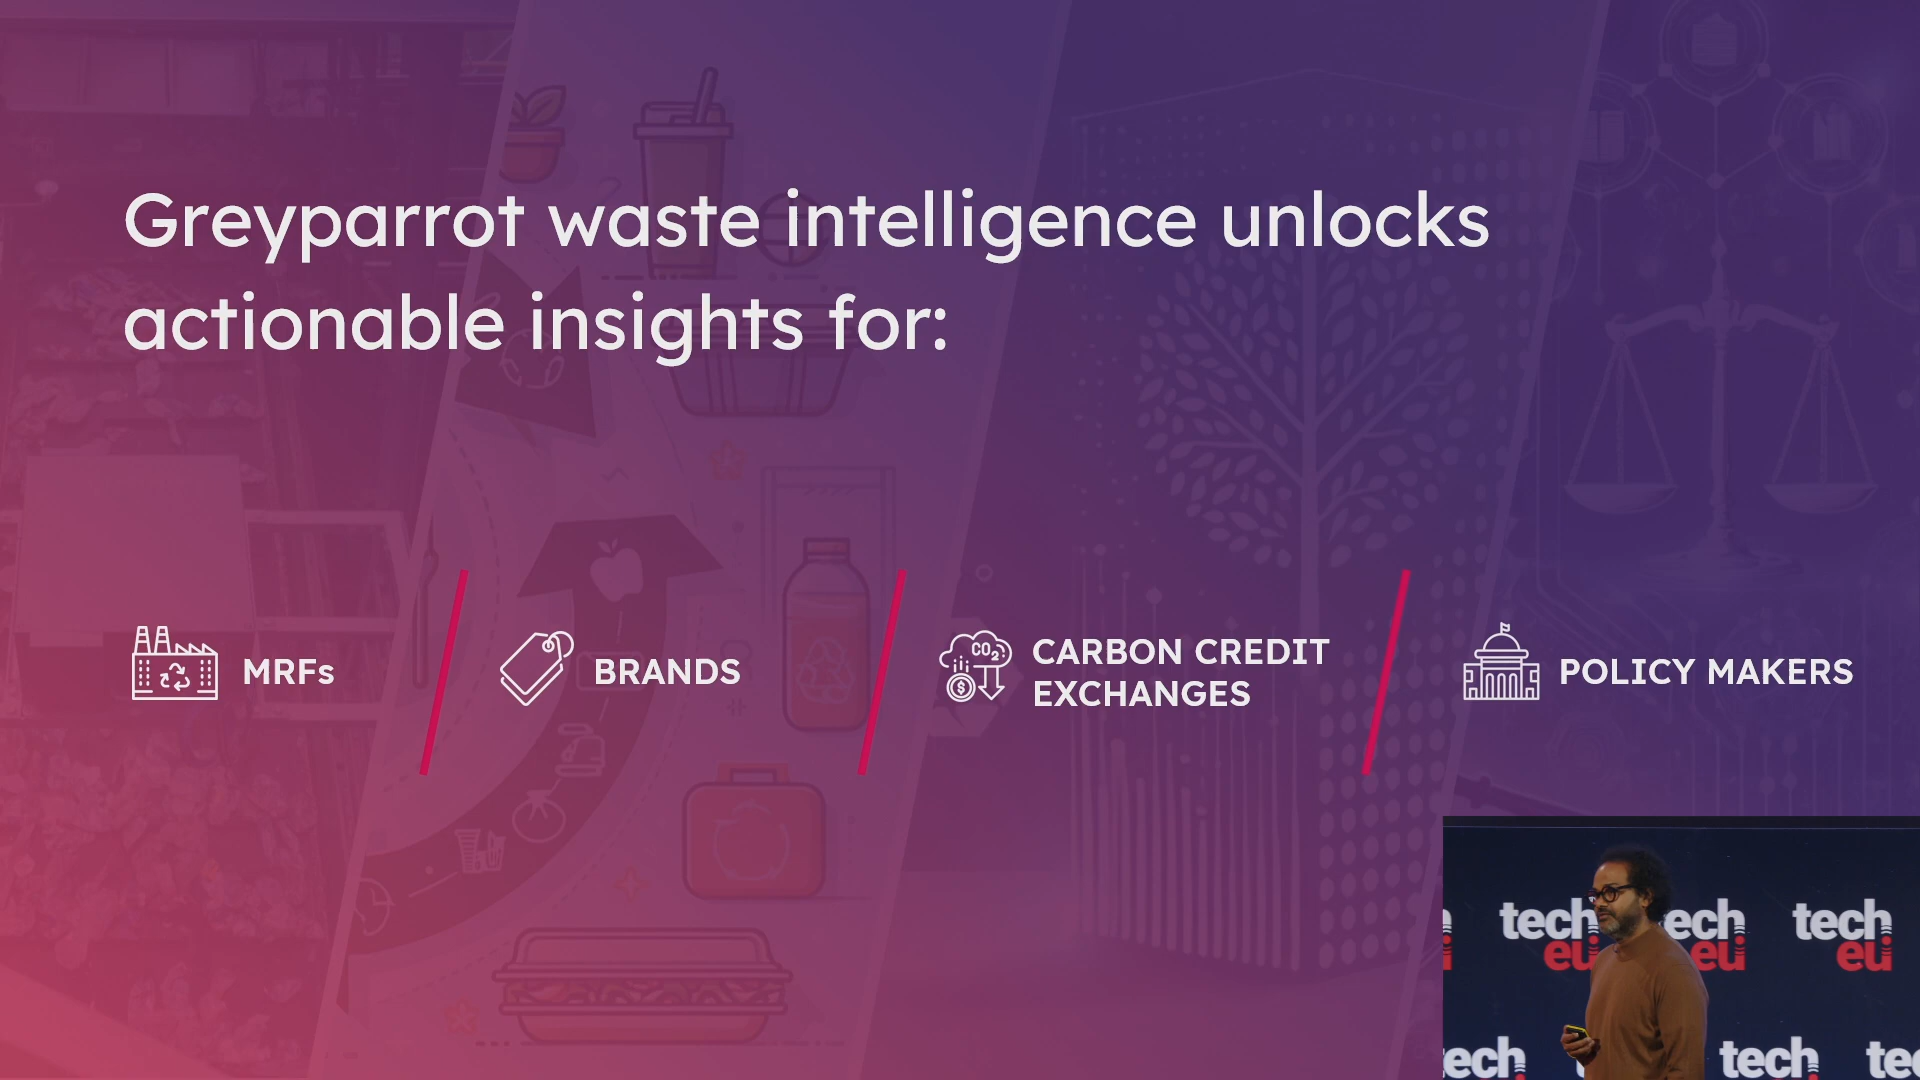 Greyparrot waste intelligence unlocks
actionable insights for:
MRFs
BRANDS
CO2
$
CARBON CREDIT
EXCHANGES
POLICY MAKERS
tech
eu
tech
eu
tech
eu
tech
tech